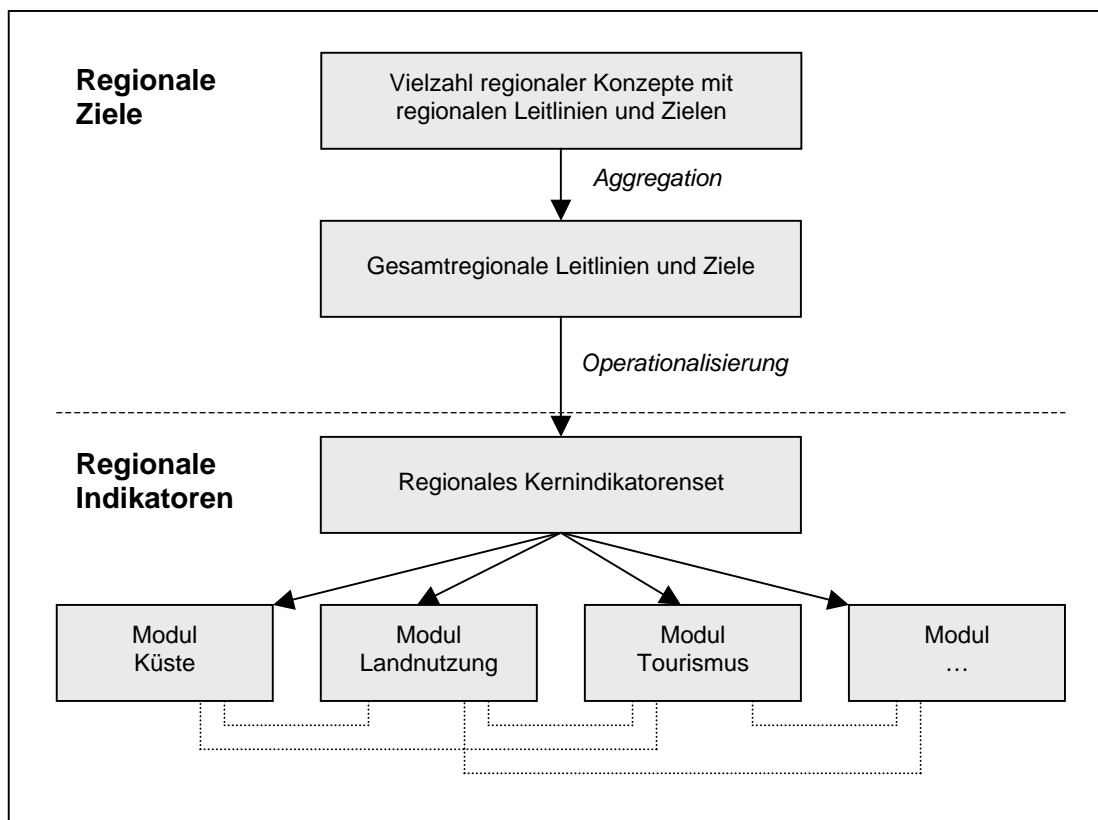 Regionale
Ziele
Vielzahl regionaler Konzepte mit
regionalen Leitlinien und Zielen
Aggregation
Gesamtregionale Leitlinien und Ziele
Operationalisierung
Regionale
Indikatoren
Regionales Kernindikatorenset
Modul
Küste
Modul
Landnutzung
Modul
Tourismus
Modul
…